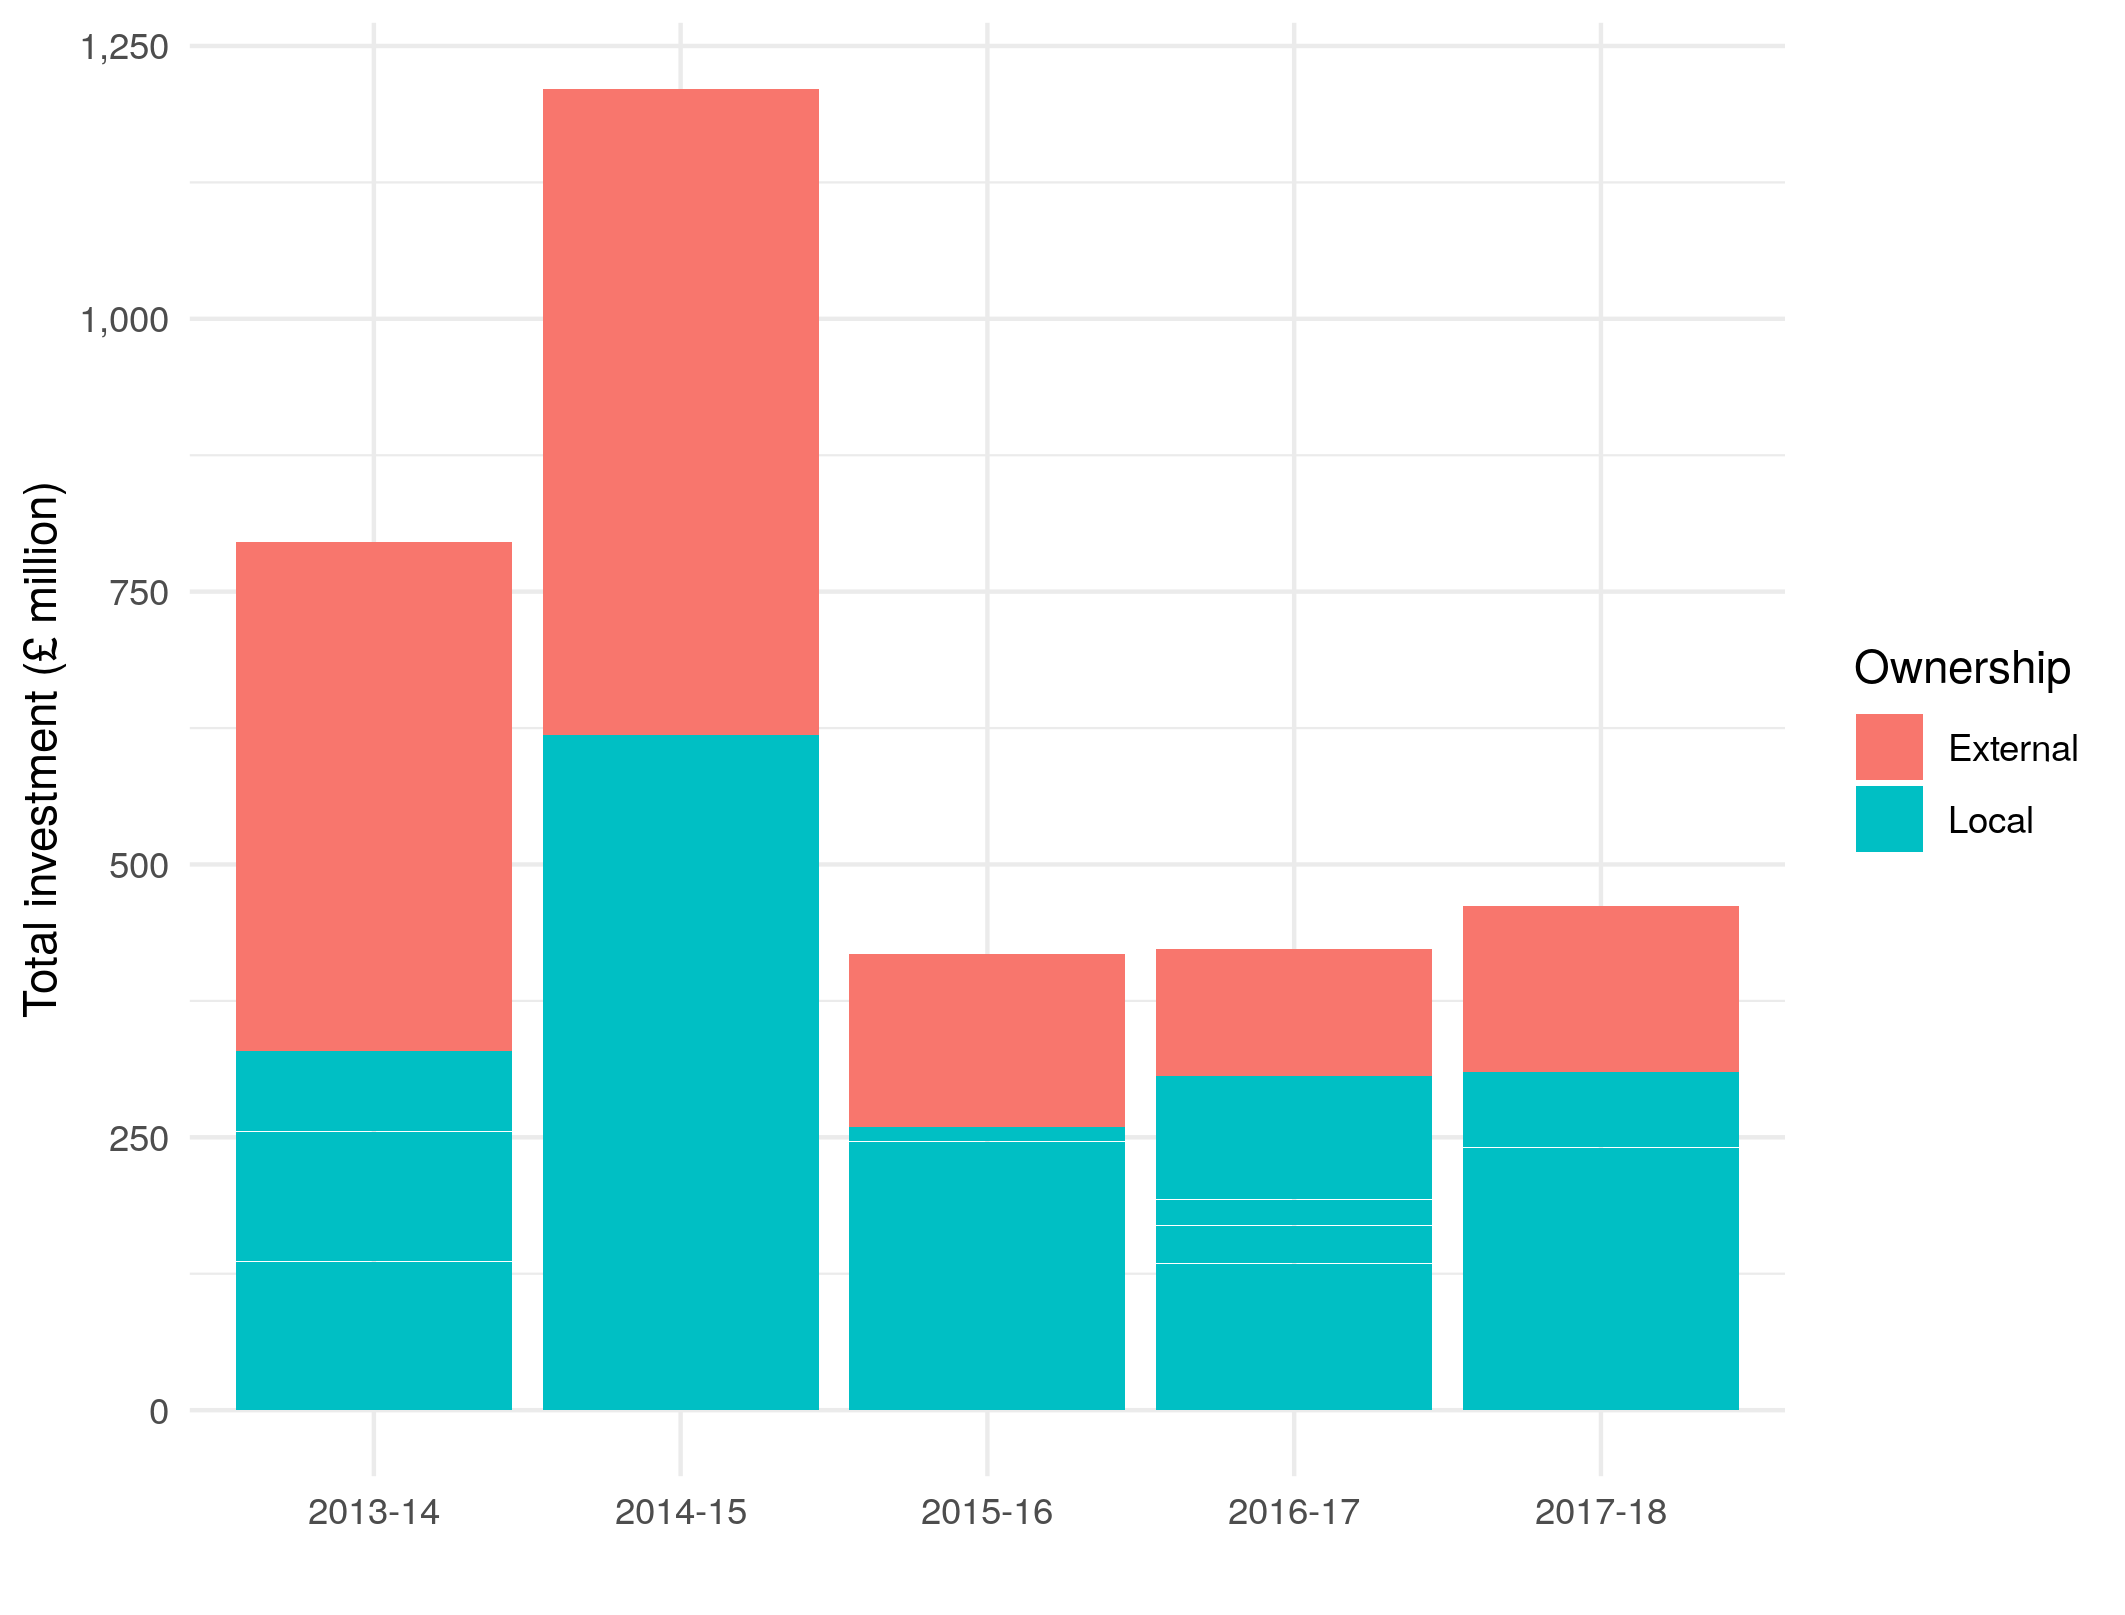 Total investment (£ million)
1,250
1,000
750
500
250
0
2013-14
2014-15
2015-16
2016-17
2017-18
Ownership
External
Local